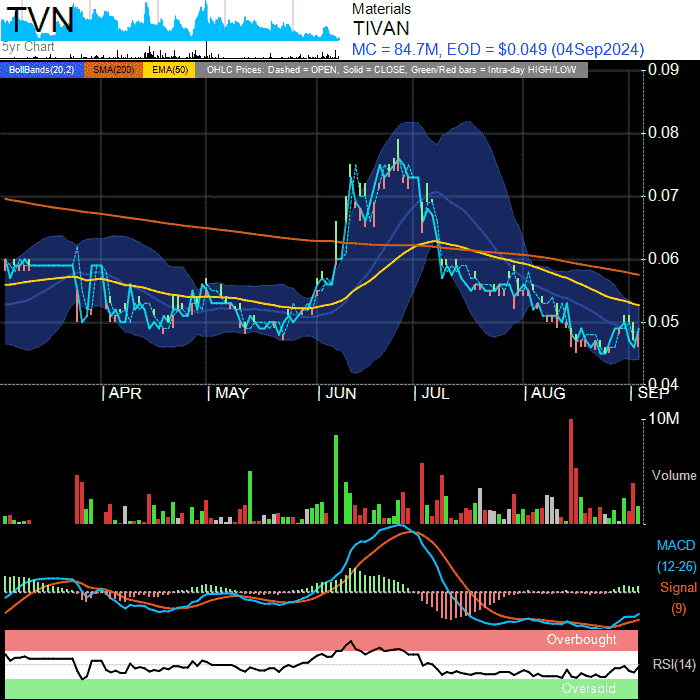 TVN
5yr Chart
Materials
TIVAN
MC = 84.7M, EOD = $0.049 (04Sep2024)
BollBands(20,2) SMA(200) EMA(50) OHLC Prices: Dashed = OPEN, Solid = CLOSE, Green/Red bars = Intra-day HIGH/LOW
0.09
0.08
0.07
0.06
0.05
0.04
APR MAY JUN JUL AUG SEP
10M
Volume
MACD
(12-26)
Signal
(9)
Overbought
RSI(14)
Oversold